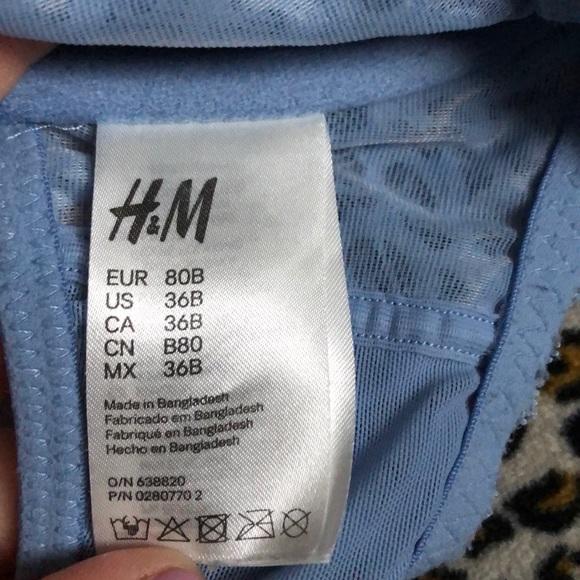 H&M
EUR 80B
US 36B
CA 36B
CN B80
MX 36B
Made in Bangladesh
Fabricado em Bangladesh
Fabriqué en Bangladesh
Hecho en Bangladesh
O/N 638820
P/N 0280770 2